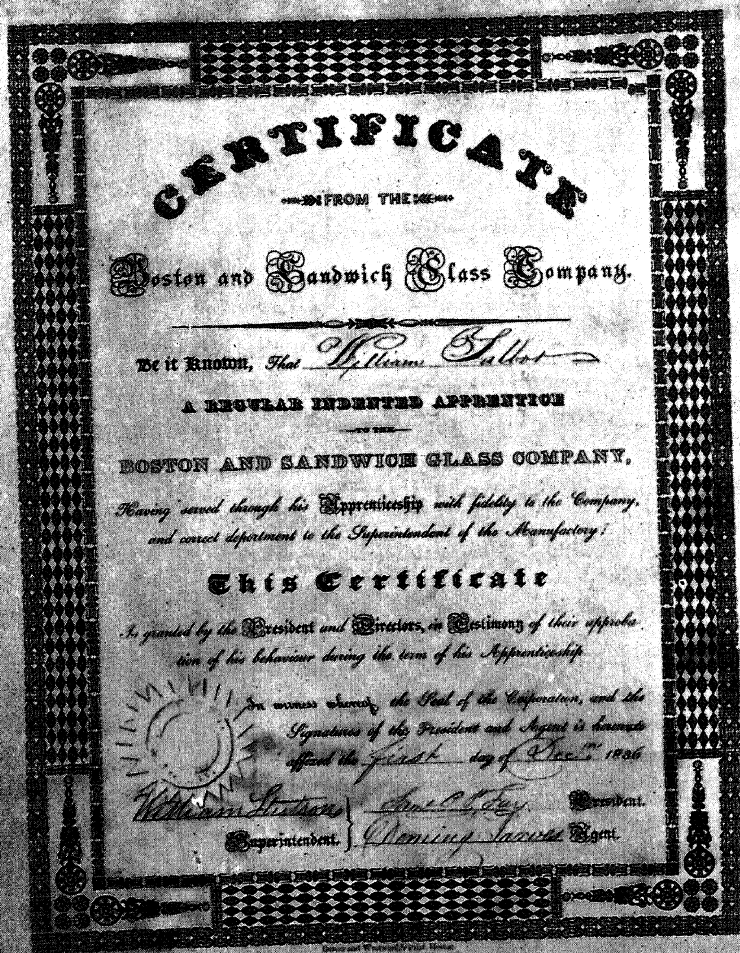 CERTIFICATE
FROM THE
Boston and Sandwich Glass Company.
Be it Known, That William Talbot
A REGULAR INDENTED APPRENTICE
TO THE
BOSTON AND SANDWICH GLASS COMPANY,
Having served through his Apprenticeship with fidelity to the Company,
and correct deportment to the Superintendent of the Manufactory;
This Certificate
Is granted by the President and Directors, in Testimony of their approba
tion of his behaviour during the term of his Apprenticeship
In witness whereof, the Seal of the Corporation, and the
Signatures of the President and Agent is hereunto
affixed the first day of Dec. 1836
William Stutson President.
Superintendent. Deming Jarves Agent.